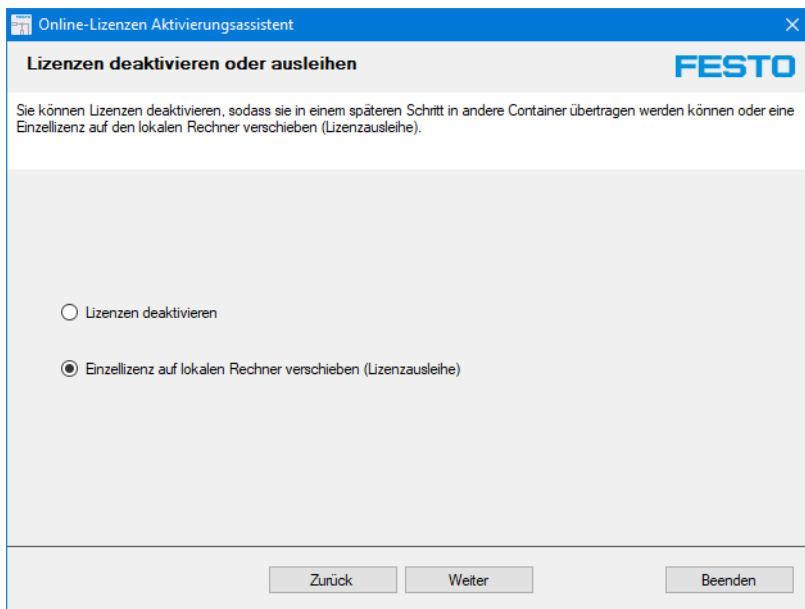 Online-Lizenzen Aktivierungsassistent
Lizenzen deaktivieren oder ausleihen
FESTO
Sie können Lizenzen deaktivieren, sodass sie in einem späteren Schritt in andere Container übertragen werden können oder eine
Einzellizenz auf den lokalen Rechner verschieben (Lizenzausleihe).
Lizenzen deaktivieren
Einzellizenz auf lokalen Rechner verschieben (Lizenzausleihe)
Zurück
Weiter
Beenden